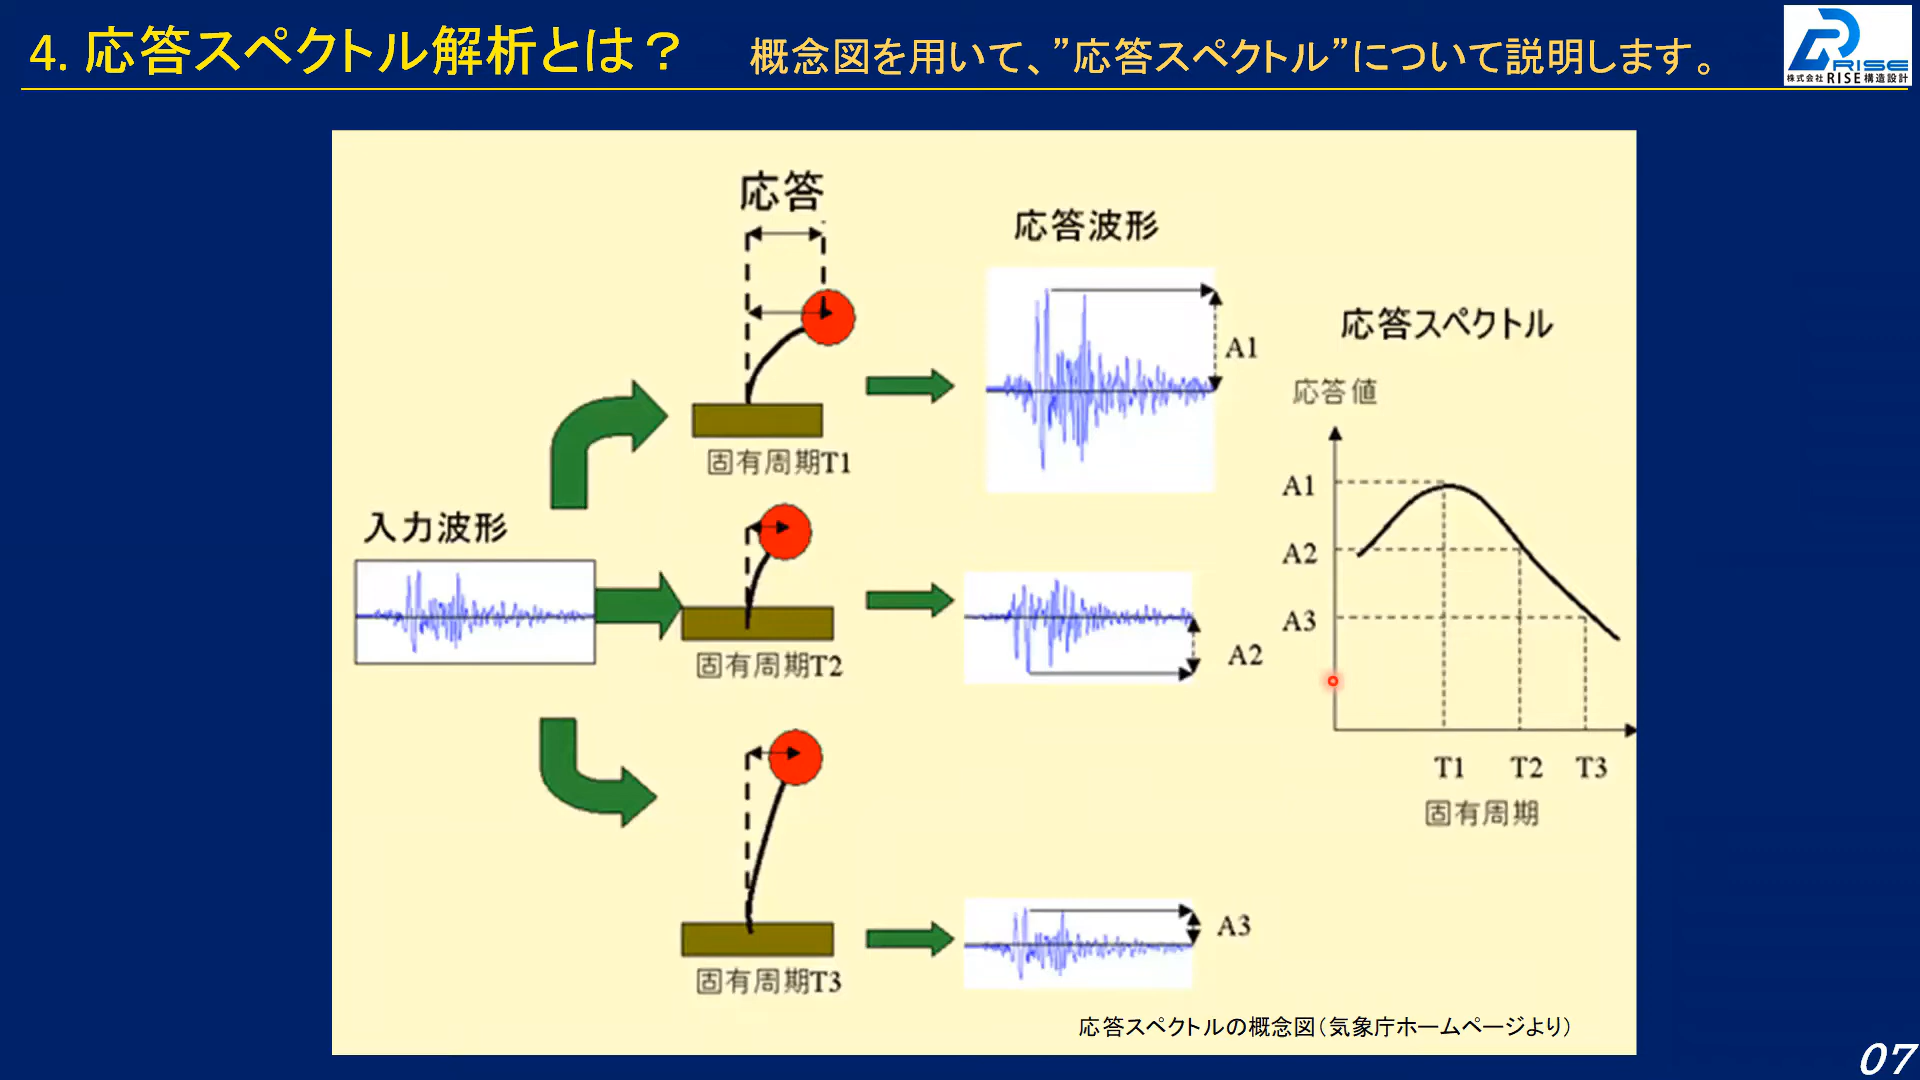 4. 応答スペクトル解析とは？
概念図を用いて、”応答スペクトル”について説明します。
RISE
株式会社RISE構造設計
応答
応答波形
A1
固有周期T1
入力波形
A2
固有周期T2
A3
固有周期T3
応答スペクトル
応答値
A1
A2
A3
T1 T2 T3
固有周期
応答スペクトルの概念図（気象庁ホームページより）
07